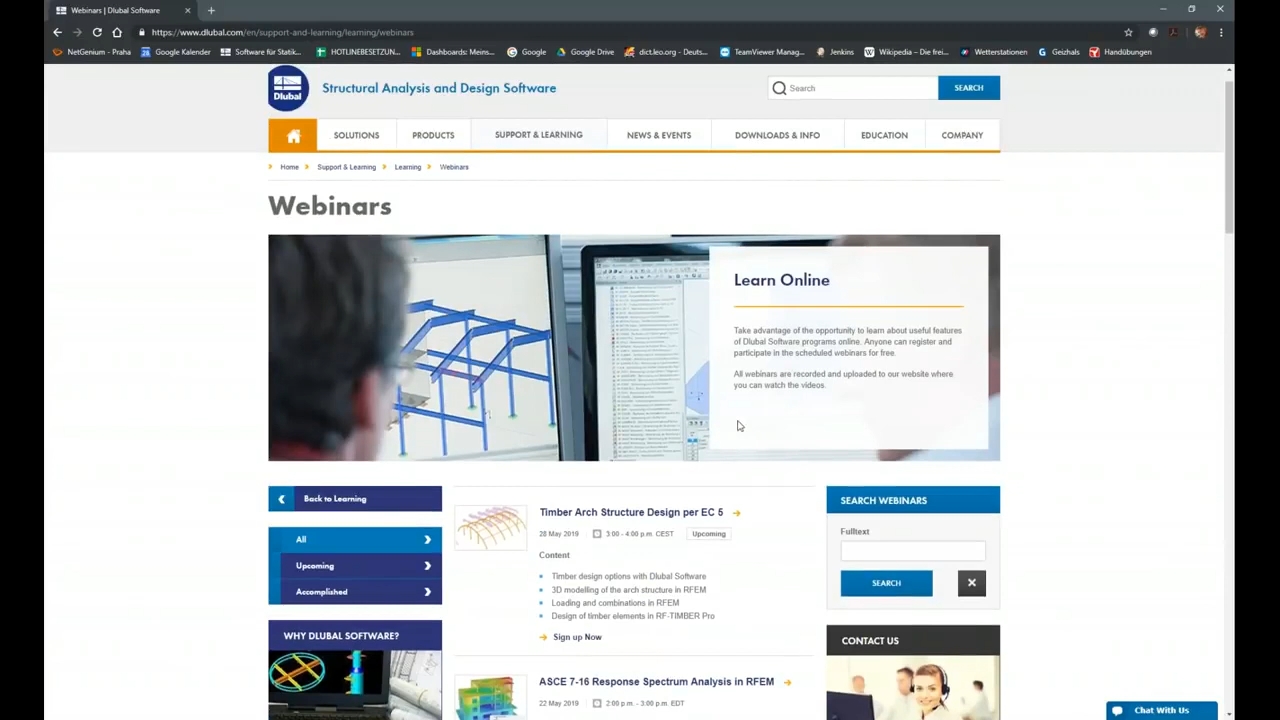 Webinars | Dlubal Software
https://www.dlubal.com/en/support-and-learning/learning/webinars
NetGenium - Praha
Google Kalender
Software für Statik...
HOTLINEBESETZUN...
Dashboards: Meins...
Google
Google Drive
dict.leo.org - Deuts...
TeamViewer Manag...
Jenkins
Wikipedia – Die frei...
Wetterstationen
Geizhals
Handübungen
Dlubal
Structural Analysis and Design Software
Search
SEARCH
SOLUTIONS
PRODUCTS
SUPPORT & LEARNING
NEWS & EVENTS
DOWNLOADS & INFO
EDUCATION
COMPANY
Home
Support & Learning
Learning
Webinars
Webinars
Learn Online
Take advantage of the opportunity to learn about useful features
of Dlubal Software programs online. Anyone can register and
participate in the scheduled webinars for free.
All webinars are recorded and uploaded to our website where
you can watch the videos.
Back to Learning
All
Upcoming
Accomplished
WHY DLUBAL SOFTWARE?
Timber Arch Structure Design per EC 5
28 May 2019
3:00 - 4:00 p.m. CEST
Upcoming
Content
Timber design options with Dlubal Software
3D modelling of the arch structure in RFEM
Loading and combinations in RFEM
Design of timber elements in RF-TIMBER Pro
Sign up Now
ASCE 7-16 Response Spectrum Analysis in RFEM
22 May 2019
2:00 p.m. - 3:00 p.m. EDT
SEARCH WEBINARS
Fulltext
SEARCH
CONTACT US
Chat With Us